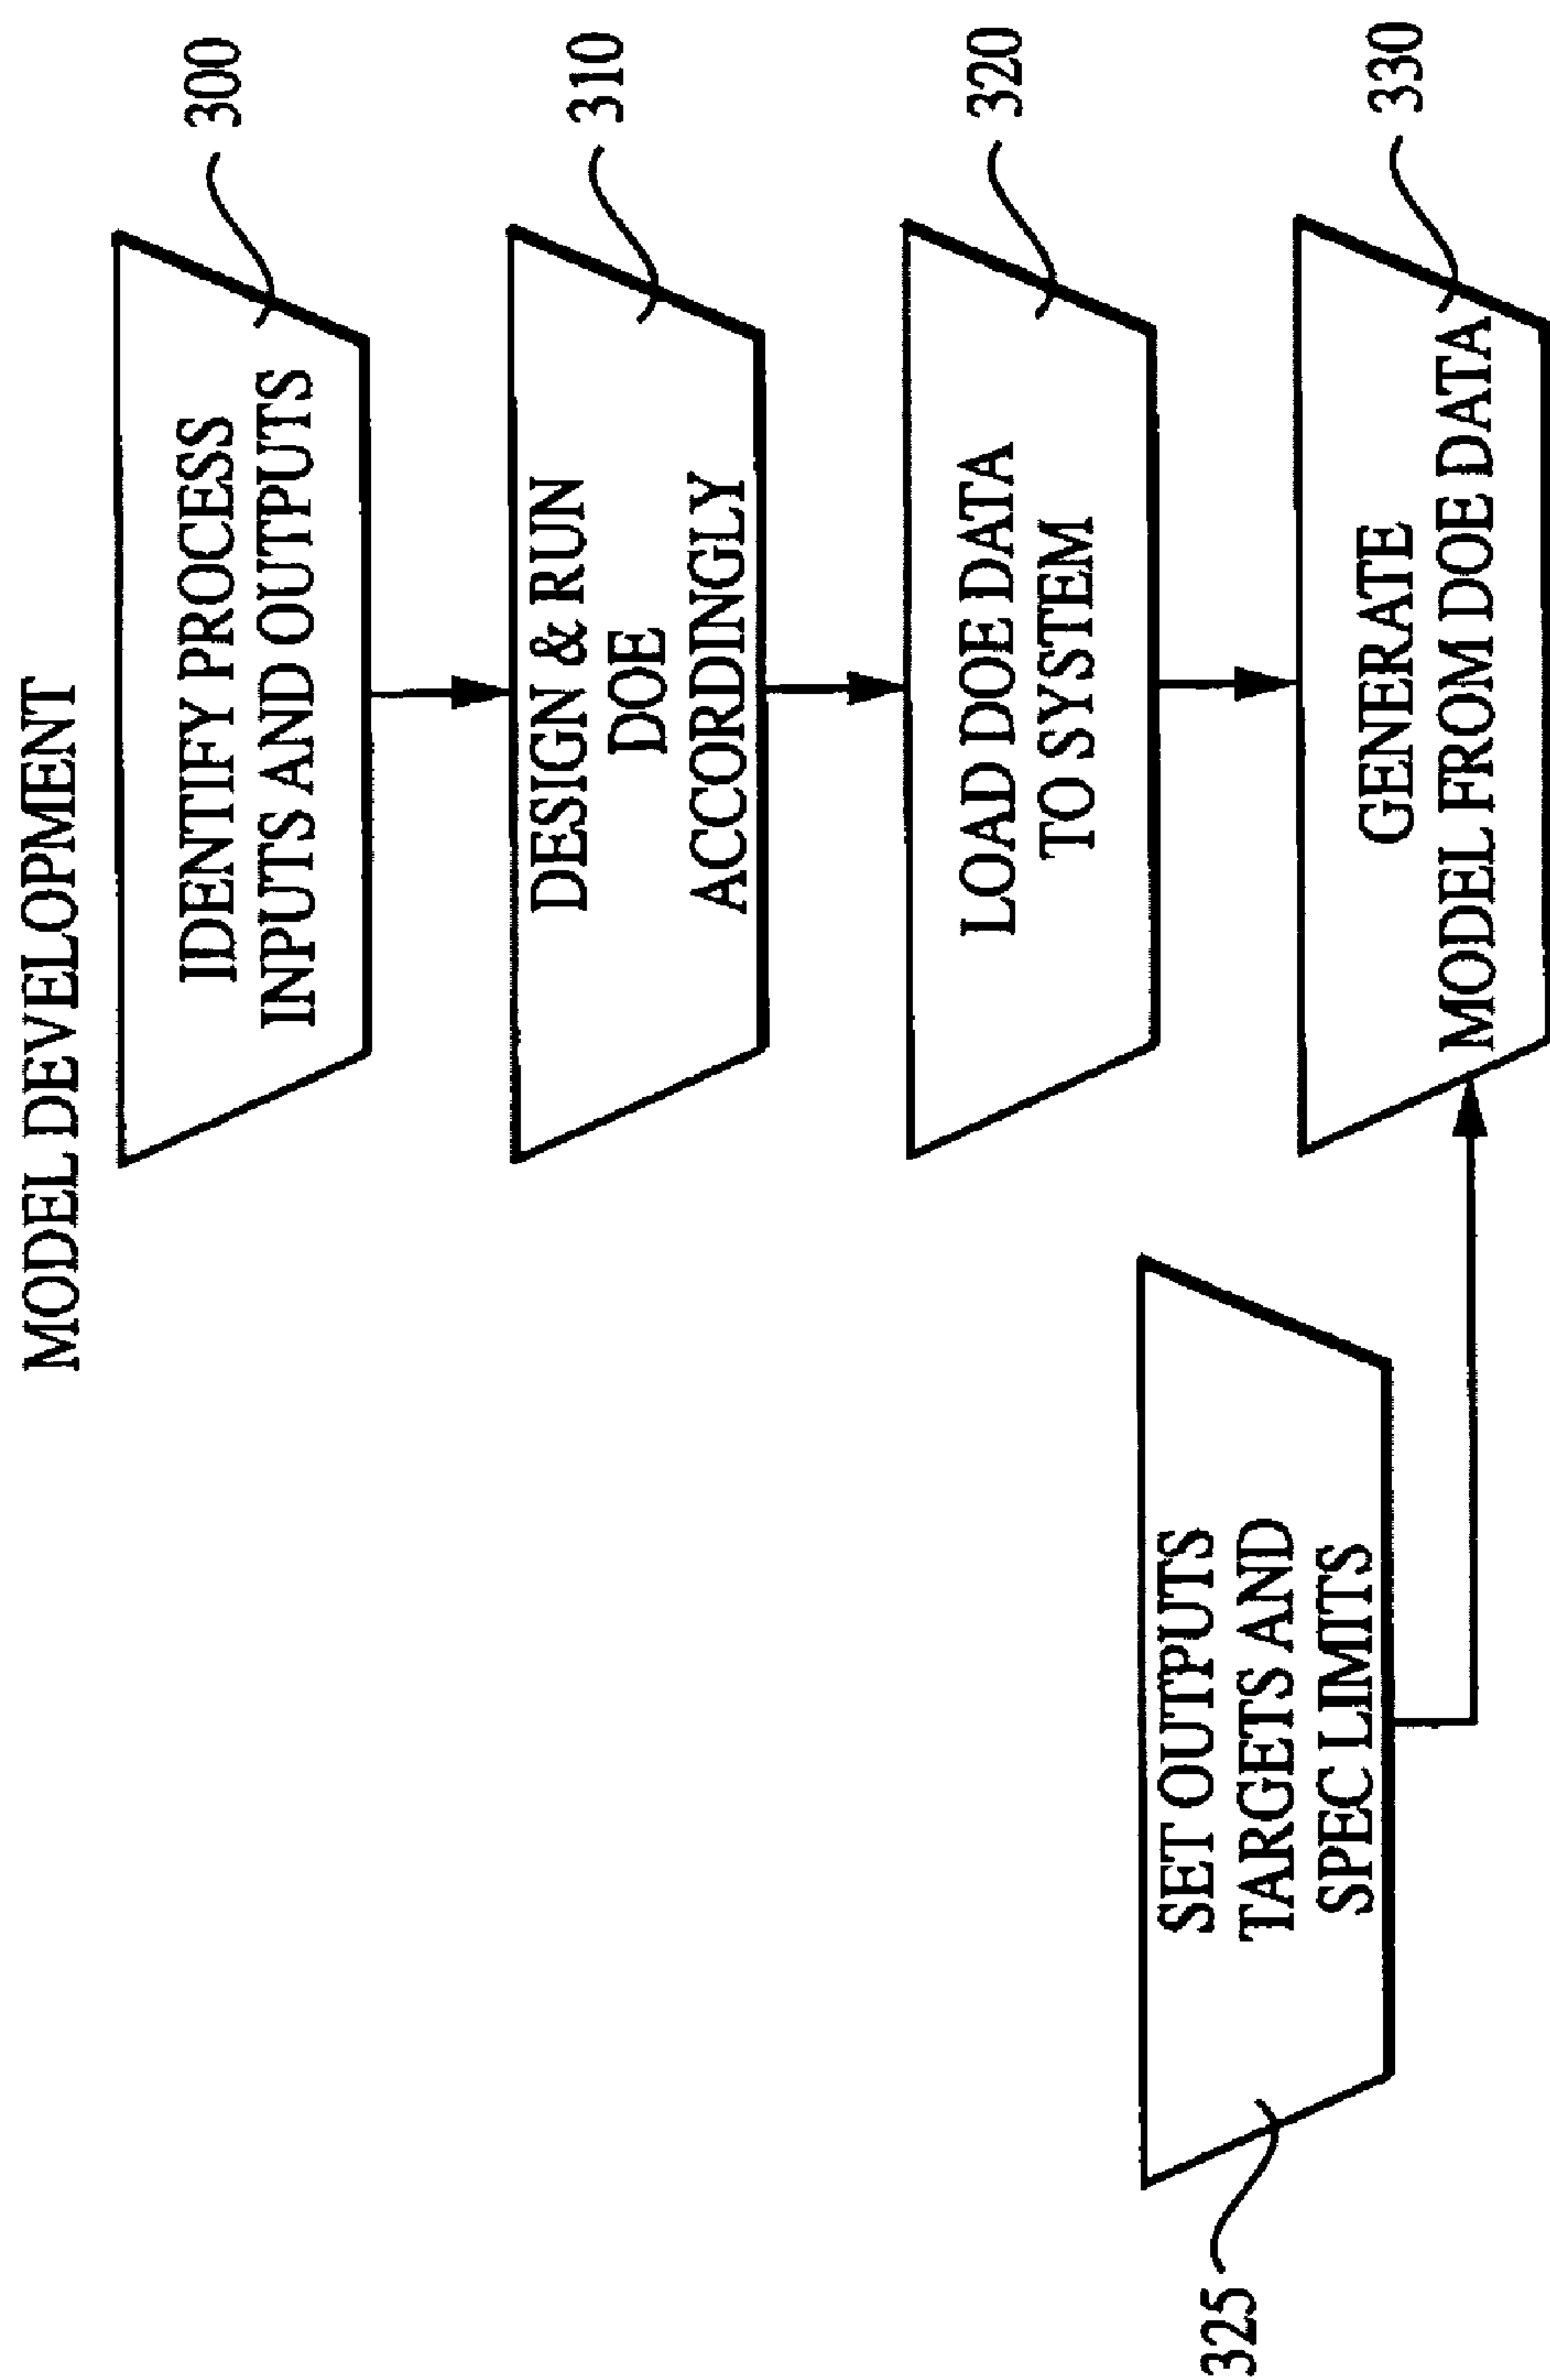 MODEL DEVELOPMENT
IDENTIFY PROCESS
INPUTS AND OUTPUTS
300
DESIGN & RUN
DOE
ACCORDINGLY
310
LOAD DOE DATA
TO SYSTEM
320
SET OUTPUTS
TARGETS AND
SPEC LIMITS
325
GENERATE
MODEL FROM DOE DATA
330